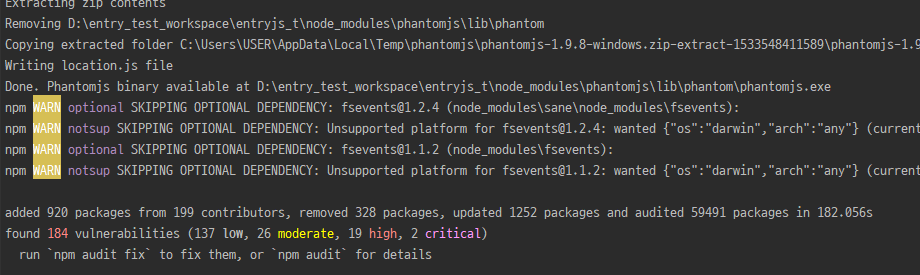 Extracting zip contents
Removing D:\entry_test_workspace\entryjs_t\node_modules\phantomjs\lib\phantom
Copying extracted folder C:\Users\USER\AppData\Local\Temp\phantomjs\phantomjs-1.9.8-windows.zip-extract-1533548411589\phantomjs-1.9
Writing location.js file
Done. Phantomjs binary available at D:\entry_test_workspace\entryjs_t\node_modules\phantomjs\lib\phantom\phantomjs.exe
npm WARN optional SKIPPING OPTIONAL DEPENDENCY: fsevents@1.2.4 (node_modules\sane\node_modules\fsevents):
npm WARN notsup SKIPPING OPTIONAL DEPENDENCY: Unsupported platform for fsevents@1.2.4: wanted {"os":"darwin","arch":"any"} (current
npm WARN optional SKIPPING OPTIONAL DEPENDENCY: fsevents@1.1.2 (node_modules\fsevents):
npm WARN notsup SKIPPING OPTIONAL DEPENDENCY: Unsupported platform for fsevents@1.1.2: wanted {"os":"darwin","arch":"any"} (current
added 920 packages from 199 contributors, removed 328 packages, updated 1252 packages and audited 59491 packages in 182.056s
found 184 vulnerabilities (137 low, 26 moderate, 19 high, 2 critical)
run `npm audit fix` to fix them, or `npm audit` for details